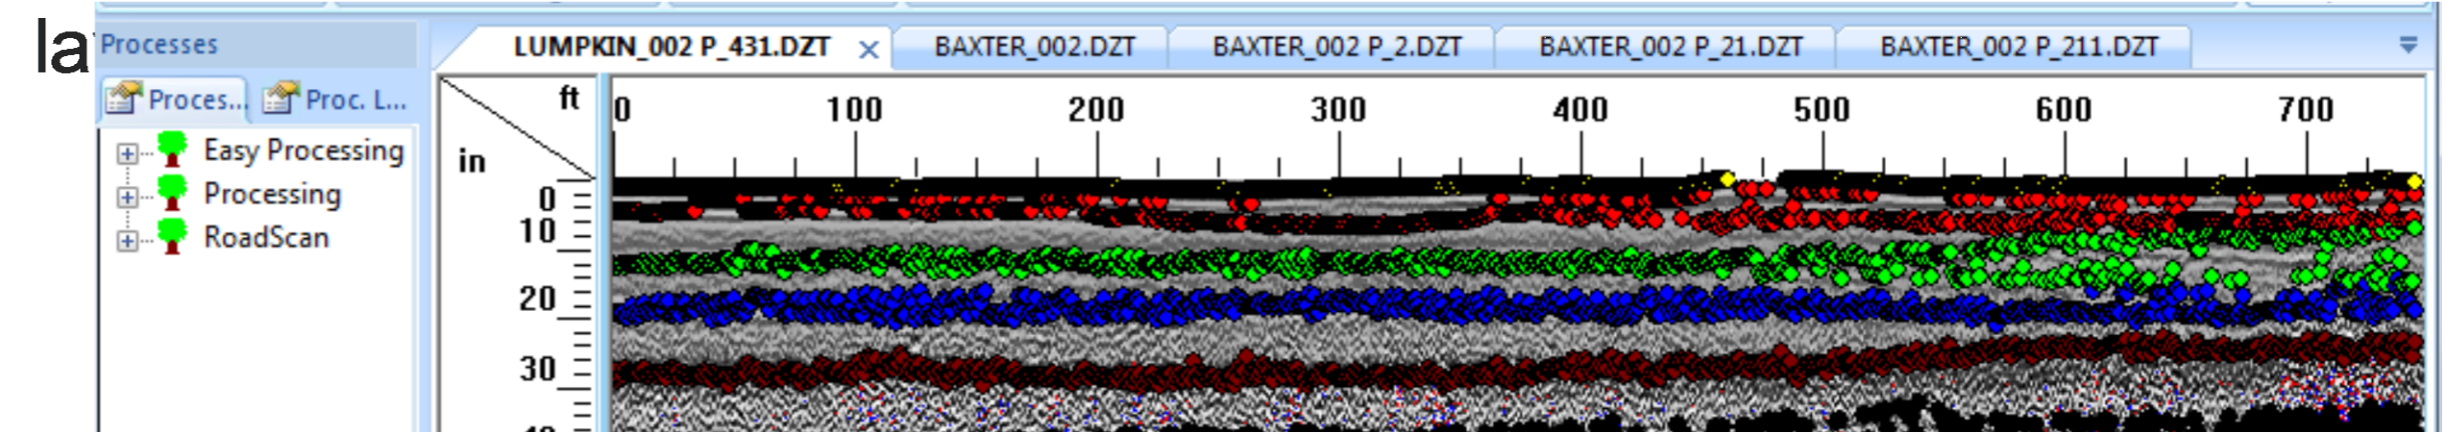 la
Processes
LUMPKIN_002 P_431.DZT
BAXTER_002.DZT
BAXTER_002 P_2.DZT
BAXTER_002 P_21.DZT
BAXTER_002 P_211.DZT
Proces...
Proc. L...
Easy Processing
Processing
RoadScan
ft
in
0 100 200 300 400 500 600 700
0
10
20
30